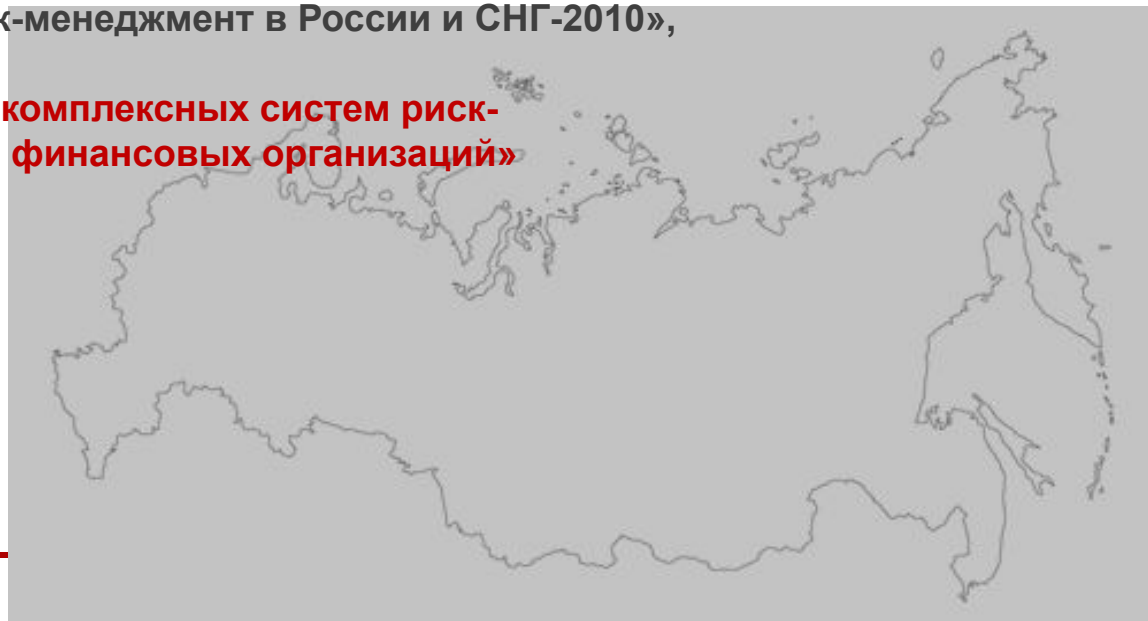 к-менеджмент в России и СНГ-2010»,
комплексных систем риск-
финансовых организаций»